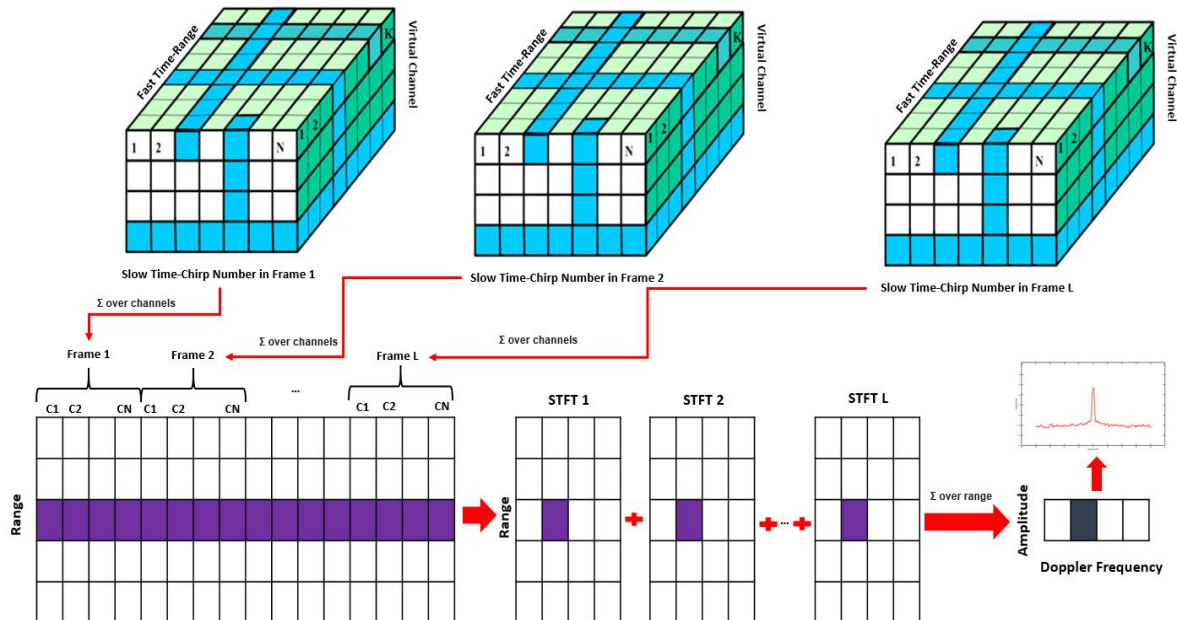 Fast Time-Range
Virtual Channel
K
1 2
1 2 N
Slow Time-Chirp Number in Frame 1
Fast Time-Range
Virtual Channel
K
1 2
1 2 N
Slow Time-Chirp Number in Frame 2
Fast Time-Range
Virtual Channel
K
1 2
1 2 N
Slow Time-Chirp Number in Frame L
Σ over channels
Σ over channels
Σ over channels
Frame 1
Frame 2
...
Frame L
C1 C2 CN C1 C2 CN C1 C2 CN
Range
STFT 1
STFT 2
STFT L
Range
+
+
+ ... +
Σ over range
Amplitude
Doppler Frequency